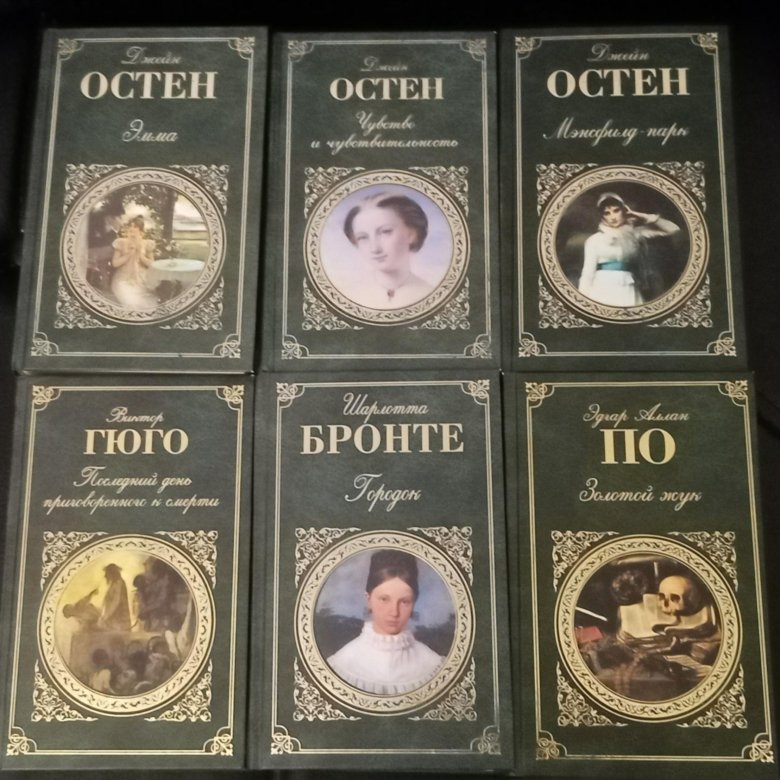 Джейн
ОСТЕН
Эмма
Джейн
ОСТЕН
Чувство
и чувствительность
Джейн
ОСТЕН
Мэнсфилд-парк
Виктор
ГЮГО
Последний день
приговоренного к смерти
Шарлотта
БРОНТЕ
Городок
Эдгар Аллан
ПО
Золотой жук